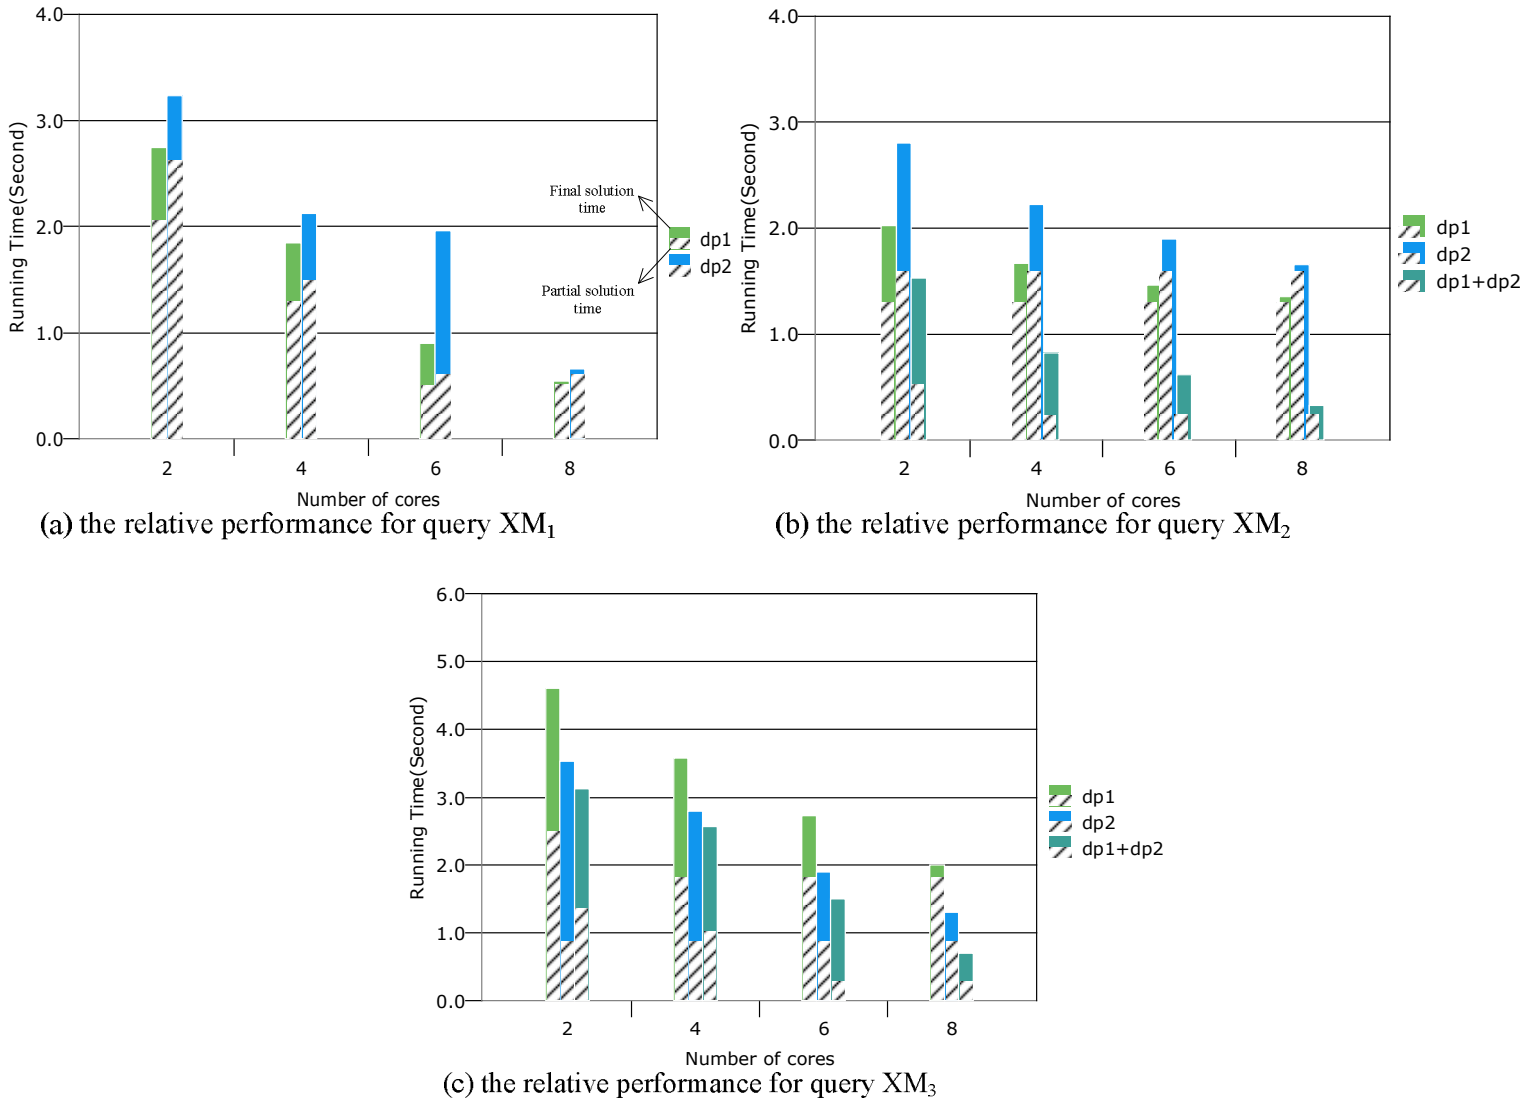 4.0
3.0
2.0
1.0
0.0
Running Time(Second)
2
4
6
8
Number of cores
Final solution
time
dp1
dp2
Partial solution
time
(a) the relative performance for query XM1
4.0
3.0
2.0
1.0
0.0
Running Time(Second)
2
4
6
8
Number of cores
dp1
dp2
dp1+dp2
(b) the relative performance for query XM2
6.0
5.0
4.0
3.0
2.0
1.0
0.0
Running Time(Second)
2
4
6
8
Number of cores
dp1
dp2
dp1+dp2
(c) the relative performance for query XM3